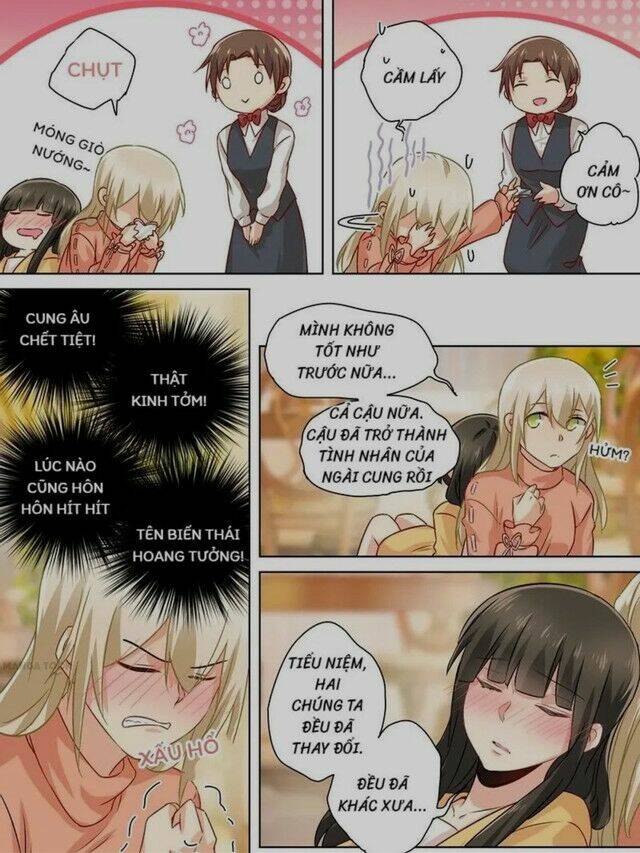 CHỤT
MÓNG GIÒ
NƯỚNG~
CẦM LẤY
CẢM
ƠN CÔ~
CUNG ÂU
CHẾT TIỆT!
THẬT
KINH TỞM!
LÚC NÀO
CŨNG HÔN
HÔN HÍT HÍT
TÊN BIẾN THÁI
HOANG TƯỞNG!
XẤU HỔ
MÌNH KHÔNG
TỐT NHƯ
TRƯỚC NỮA...
CẢ CẬU NỮA.
CẬU ĐÃ TRỞ THÀNH
TÌNH NHÂN CỦA
NGÀI CUNG RỒI
HỬM?
TIỂU NIỆM,
HAI
CHÚNG TA
ĐỀU ĐÃ
THAY ĐỔI.
ĐỀU ĐÃ
KHÁC XƯA...